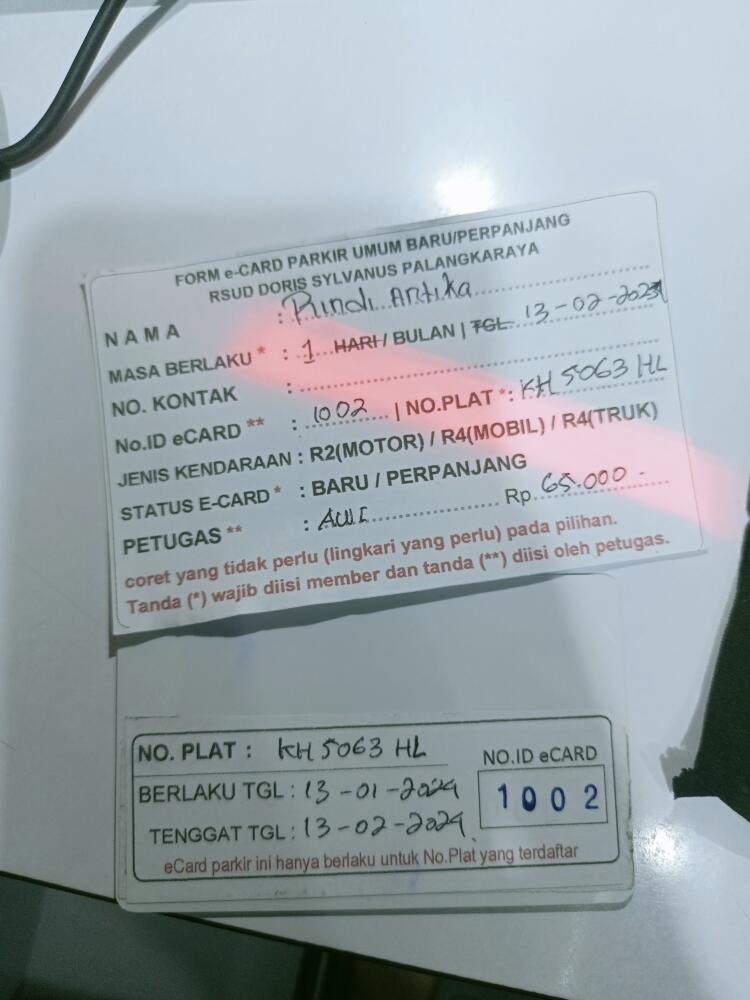 FORM e-CARD PARKIR UMUM BARU/PERPANJANG
RSUD DORIS SYLVANUS PALANGKARAYA
NAMA : Rindi Artika
MASA BERLAKU * : 1 HARI / BULAN | TGL. 13-02-2024
NO. KONTAK :
No.ID eCARD ** : 1002 | NO.PLAT *: KH 5063 HL
JENIS KENDARAAN : R2(MOTOR) / R4(MOBIL) / R4(TRUK)
STATUS E-CARD * : BARU / PERPANJANG
PETUGAS ** : AWI Rp. 65.000 -
coret yang tidak perlu (lingkari yang perlu) pada pilihan.
Tanda (*) wajib diisi member dan tanda (**) diisi oleh petugas.
NO. PLAT : KH 5063 HL
NO.ID eCARD
BERLAKU TGL : 13-01-2024
1002
TENGGAT TGL : 13-02-2024
eCard parkir ini hanya berlaku untuk No.Plat yang terdaftar